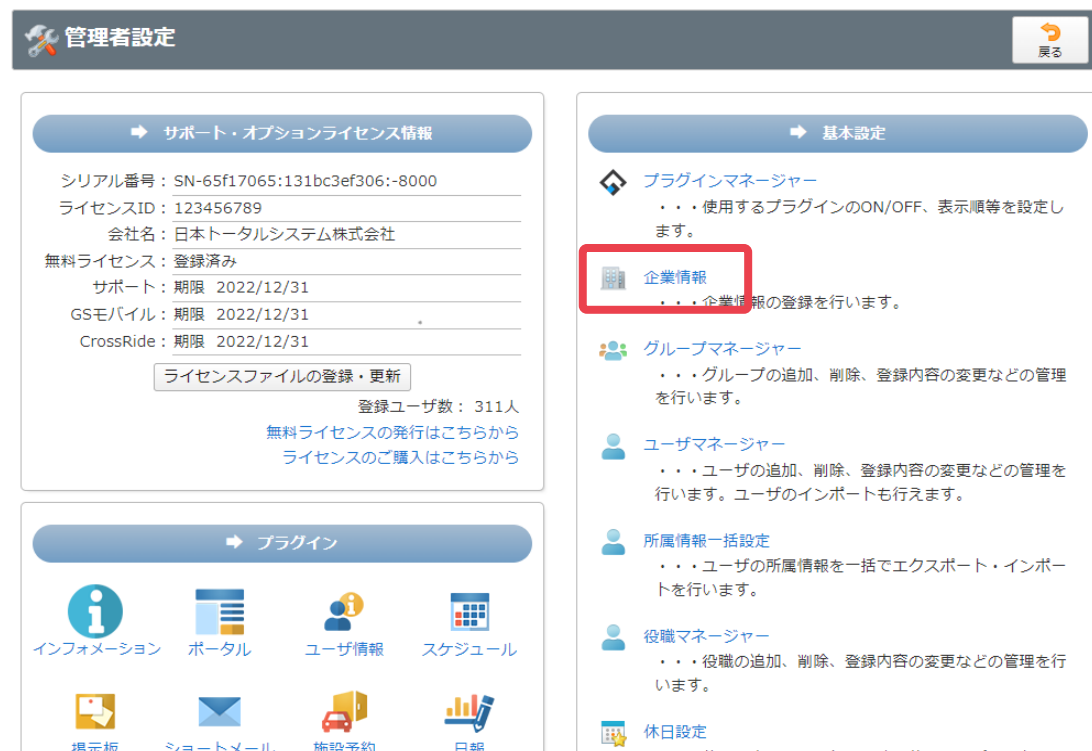 管理者設定
戻る
サポート・オプションライセンス情報
シリアル番号： SN-65f17065:131bc3ef306:-8000
ライセンスID： 123456789
会社名： 日本トータルシステム株式会社
無料ライセンス： 登録済み
サポート： 期限 2022/12/31
GSモバイル： 期限 2022/12/31
CrossRide： 期限 2022/12/31
ライセンスファイルの登録・更新
登録ユーザ数： 311人
無料ライセンスの発行はこちらから
ライセンスのご購入はこちらから
プラグイン
インフォメーション ポータル ユーザ情報 スケジュール
掲示板 ショートメール 施設予約 日報
基本設定
プラグインマネージャー
・・・使用するプラグインのON/OFF、表示順等を設定し
ます。
企業情報
・・・企業情報の登録を行います。
グループマネージャー
・・・グループの追加、削除、登録内容の変更などの管理
を行います。
ユーザマネージャー
・・・ユーザの追加、削除、登録内容の変更などの管理を
行います。ユーザのインポートも行えます。
所属情報一括設定
・・・ユーザの所属情報を一括でエクスポート・インポー
トを行います。
役職マネージャー
・・・役職の追加、削除、登録内容の変更などの管理を行
います。
休日設定